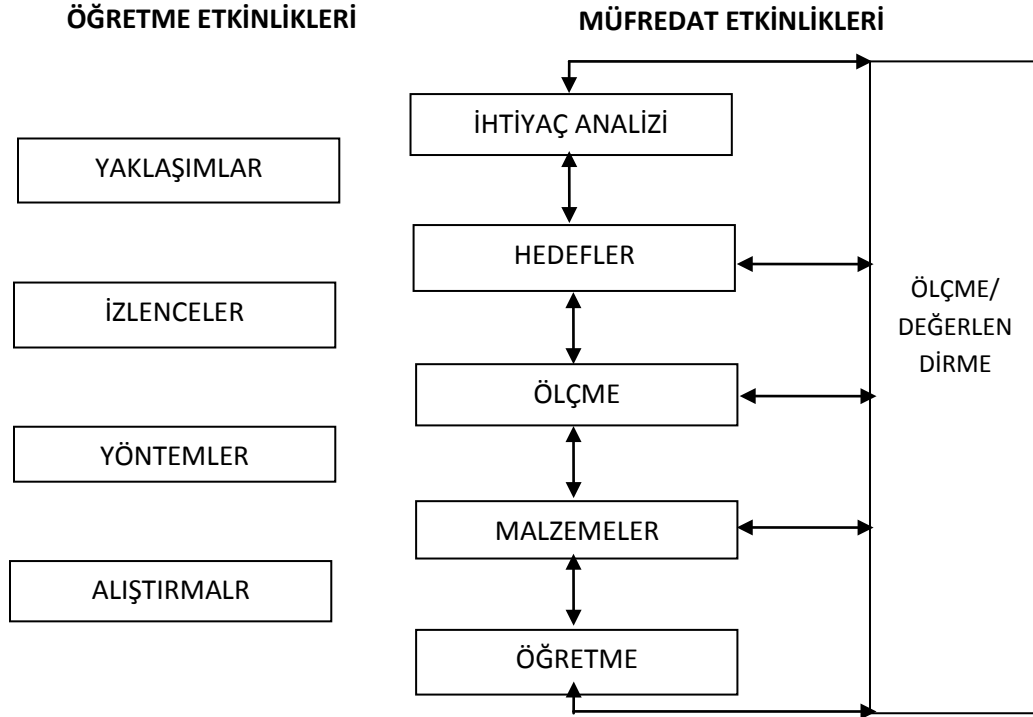 ÖĞRETME ETKİNLİKLERİ
YAKLAŞIMLAR
İZLENCELER
YÖNTEMLER
ALIŞTIRMALR
MÜFREDAT ETKİNLİKLERİ
İHTİYAÇ ANALİZİ
HEDEFLER
ÖLÇME
MALZEMELER
ÖĞRETME
ÖLÇME/
DEĞERLEN
DİRME